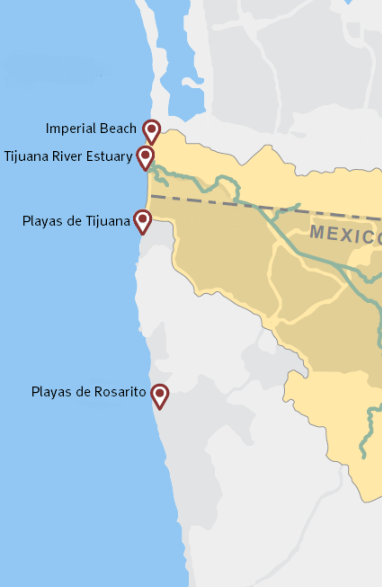 Imperial Beach
Tijuana River Estuary
Playas de Tijuana
MEXICO
Playas de Rosarito